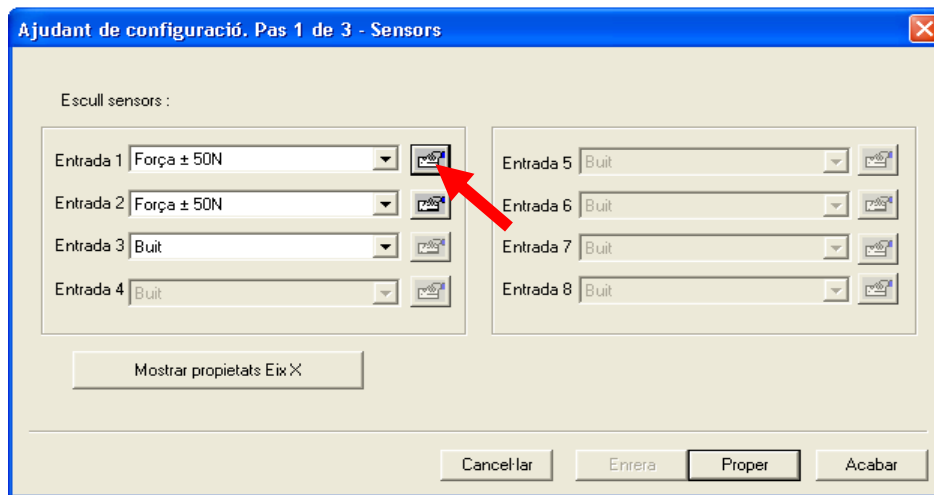 Ajudant de configuració. Pas 1 de 3 - Sensors
Escull sensors :
Entrada 1 Força ± 50N
Entrada 2 Força ± 50N
Entrada 3 Buit
Entrada 4 Buit
Entrada 5 Buit
Entrada 6 Buit
Entrada 7 Buit
Entrada 8 Buit
Mostrar propietats Eix X
Cancel·lar Enrera Proper Acabar